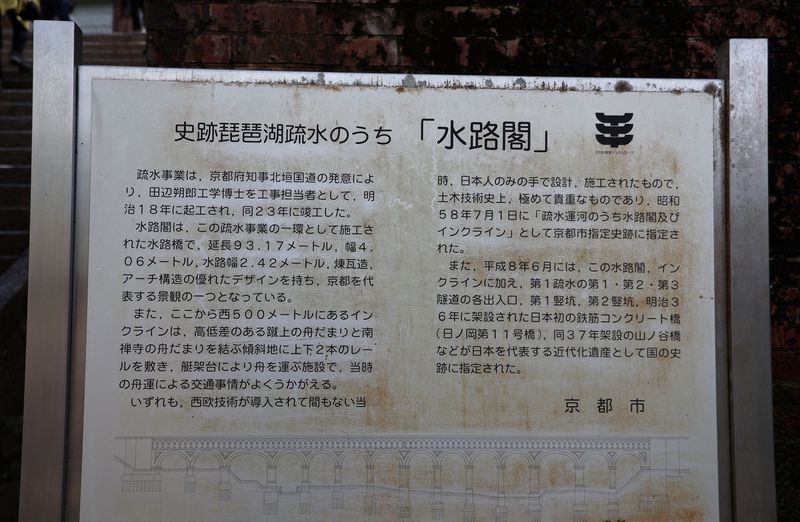 史跡琵琶湖疏水のうち「水路閣」
疏水事業は，京都府知事北垣国道の発意によ
り，田辺朔郎工学博士を工事担当者として，明
治18年に起工され，同23年に竣工した。
水路閣は，この疏水事業の一環として施工さ
れた水路橋で，延長93.17メートル，幅4.
06メートル，水路幅2.42メートル，煉瓦造，
アーチ構造の優れたデザインを持ち，京都を代
表する景観の一つとなっている。
また，ここから西500メートルにあるインク
ラインは，高低差のある蹴上の舟だまりと南
禅寺の舟だまりを結ぶ傾斜地に上下2本のレー
ルを敷き，艇架台により舟を運ぶ施設で，当時
の舟運による交通事情がよくうかがえる。
いずれも，西欧技術が導入されて間もない当
時，日本人のみの手で設計，施工されたもので，
土木技術史上，極めて貴重なものであり，昭和
58年7月1日に「疏水運河のうち水路閣及び
インクライン」として京都市指定史跡に指定さ
れた。
また，平成8年6月には，この水路閣，イン
クラインに加え，第1疏水の第1・第2・第3
隧道の各出入口，第1竪坑，第2竪坑，明治3
6年に架設された日本初の鉄筋コンクリート橋
（日ノ岡第11号橋），同37年架設の山ノ谷橋
などが日本を代表する近代化遺産として国の史
跡に指定された。
京都市